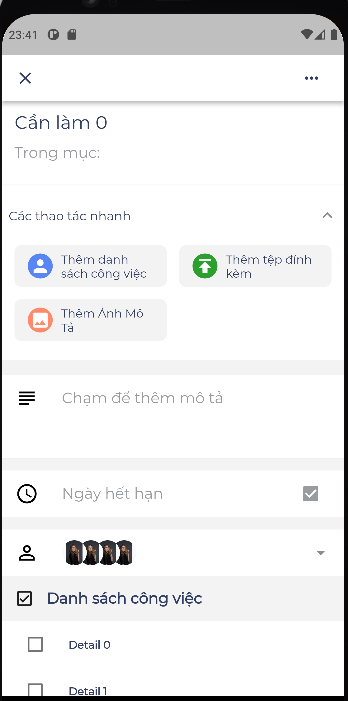 23:41
Cần làm 0
Trong mục:
Các thao tác nhanh
Thêm danh
sách công việc
Thêm tệp đính
kèm
Thêm Ảnh Mô
Tả
Chạm để thêm mô tả
Ngày hết hạn
Danh sách công việc
Detail 0
Detail 1